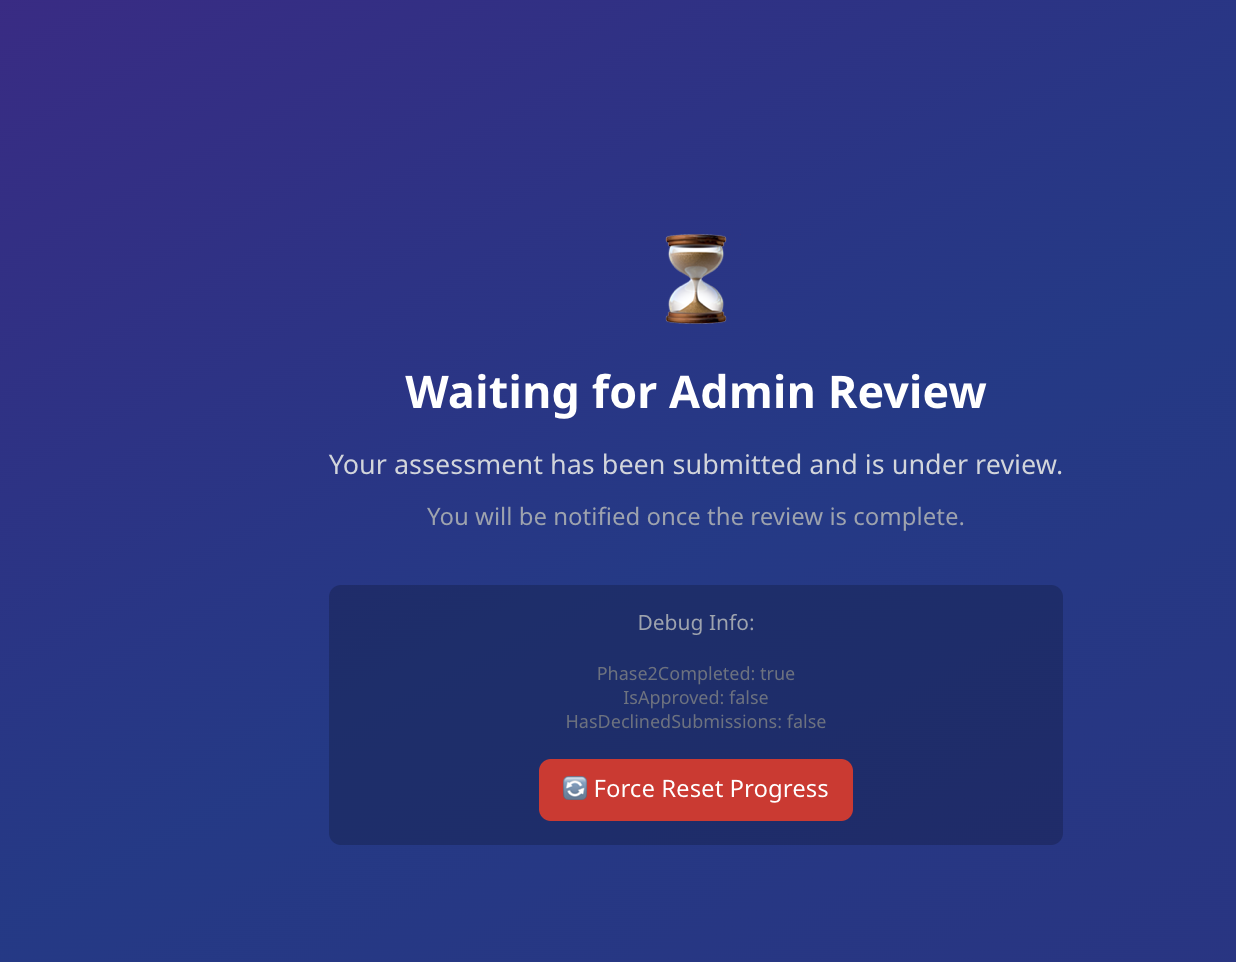 Waiting for Admin Review
Your assessment has been submitted and is under review.
You will be notified once the review is complete.
Debug Info:
Phase2Completed: true
IsApproved: false
HasDeclinedSubmissions: false
🔄 Force Reset Progress